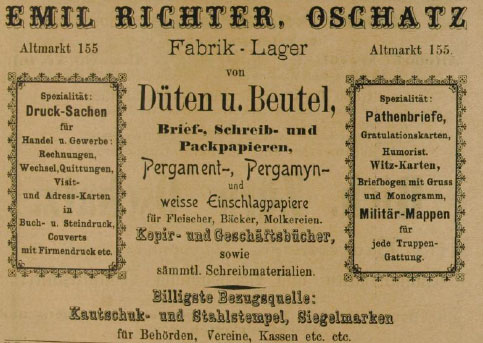 EMIL RICHTER, OSCHATZ
Altmarkt 155
Fabrik-Lager
Altmarkt 155.
von
Düten u. Beutel,
Brief-, Schreib- und
Packpapieren,
Pergament-, Pergamyn-
und
weisse Einschlagpapiere
für Fleischer, Bäcker, Molkereien.
Kopir- und Geschäftsbücher,
sowie
sämmtl. Schreibmaterialien.
Spezialität:
Druck-Sachen
für
Handel u. Gewerbe:
Rechnungen,
Wechsel, Quittungen,
Visit-
und Adress-Karten
in
Buch- u. Steindruck,
Couverts
mit Firmendruck etc.
Spezialität:
Pathenbriefe,
Gratulationskarten,
Humorist.
Witz-Karten,
Briefbogen mit Gruss
und Monogramm,
Militär-Mappen
für
jede Truppen-
Gattung.
Billigste Bezugsquelle:
Kautschuk- und Stahlstempel, Siegelmarken
für Behörden, Vereine, Kassen etc. etc.